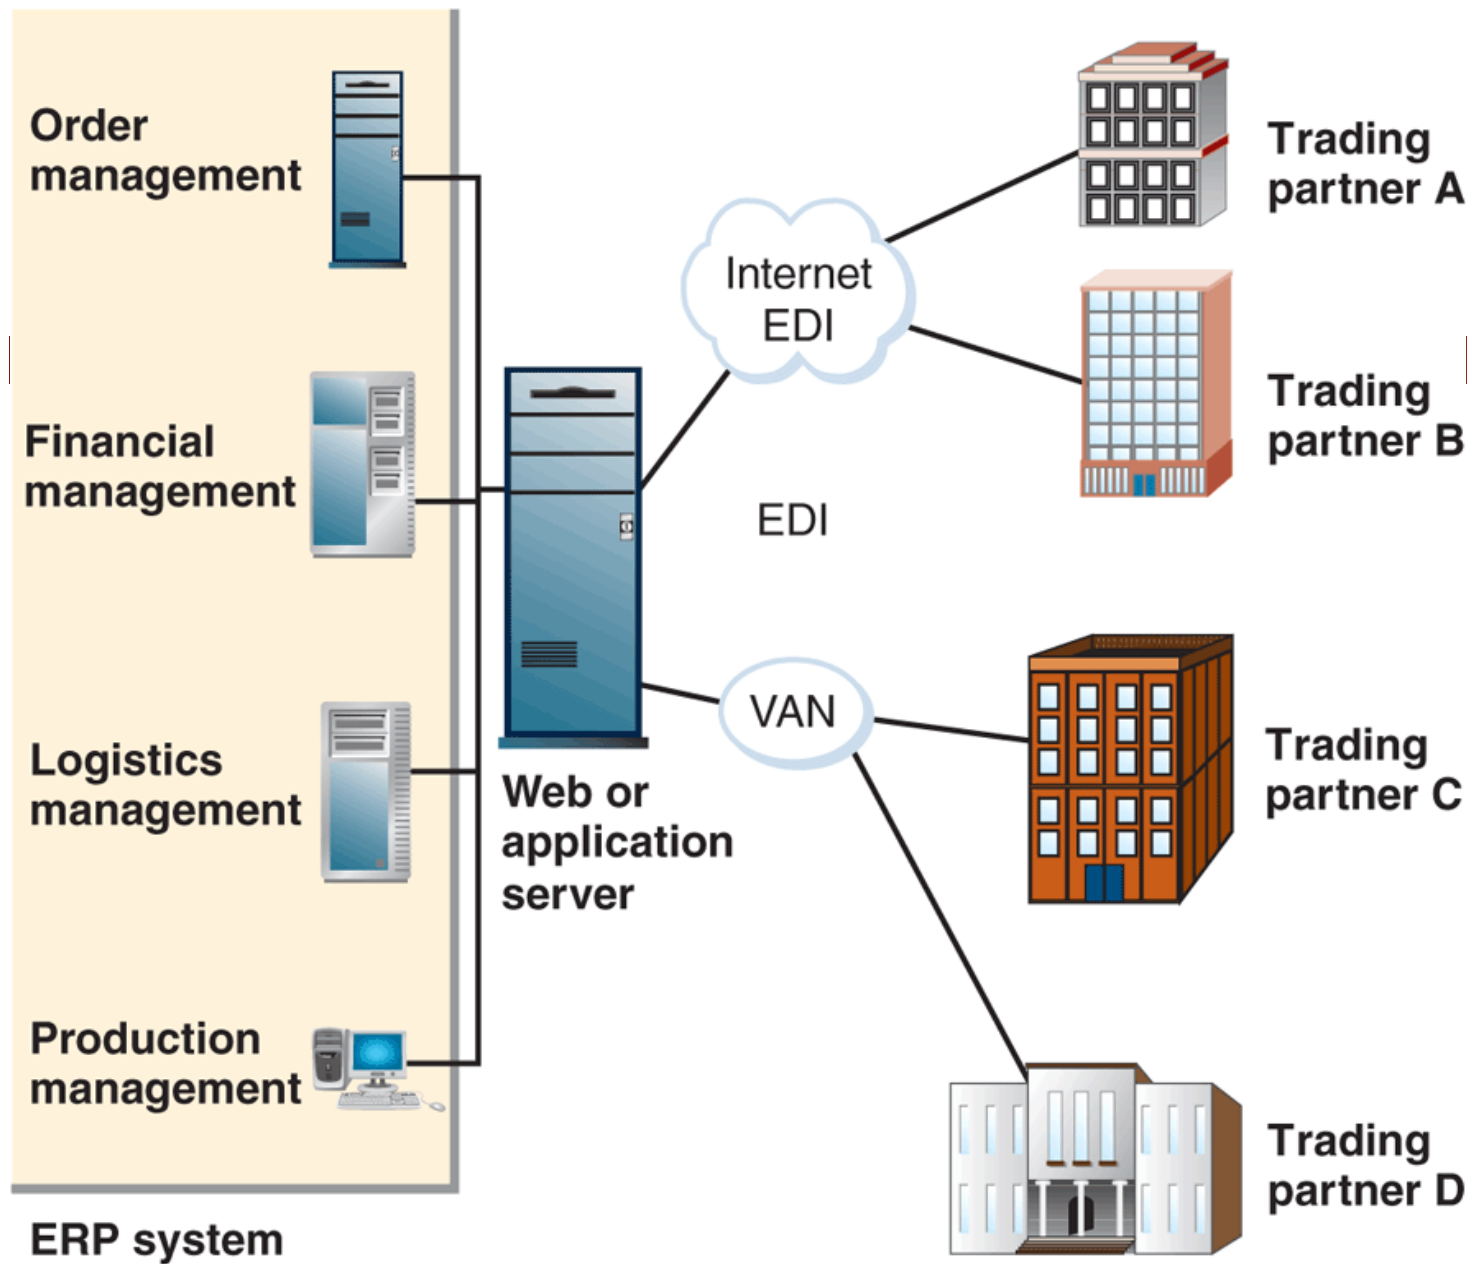 Order
management
Financial
management
Logistics
management
Production
management
ERP system
Web or
application
server
Internet
EDI
EDI
VAN
Trading
partner A
Trading
partner B
Trading
partner C
Trading
partner D